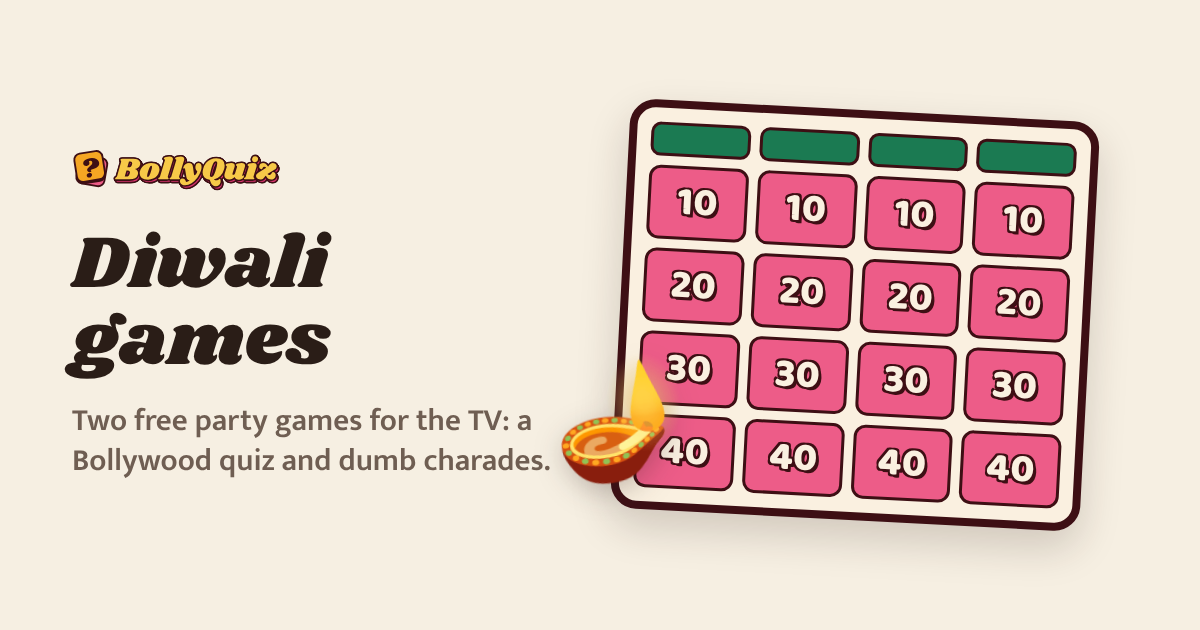 ?
BollyQuiz
Diwali
games
Two free party games for the TV: a
Bollywood quiz and dumb charades.
10 10 10 10
20 20 20 20
30 30 30 30
40 40 40 40